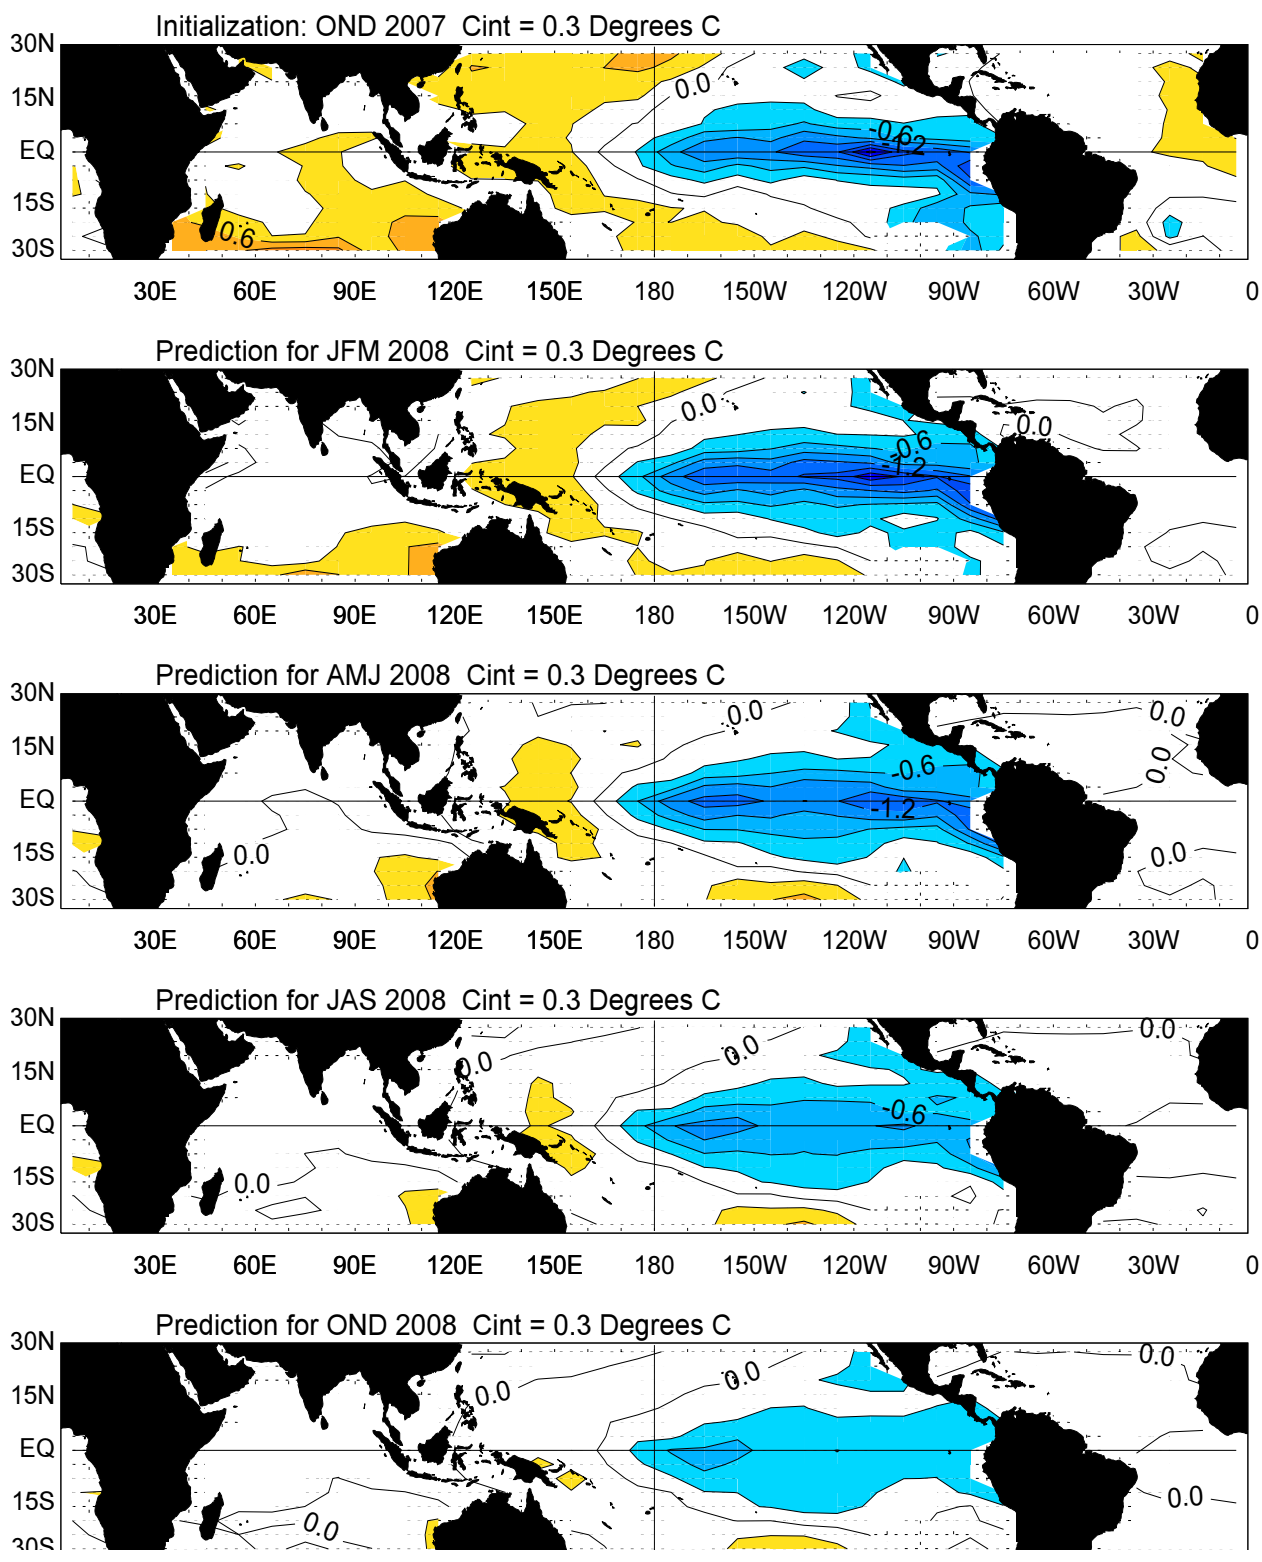 Initialization: OND 2007 Cint = 0.3 Degrees C
30N
0.0
15N
-0.6
-1.2
EQ
15S
0.6
30S
30E 60E 90E 120E 150E 180 150W 120W 90W 60W 30W 0
Prediction for JFM 2008 Cint = 0.3 Degrees C
30N
0.0
15N
0.0
-0.6
-1.2
EQ
15S
30S
30E 60E 90E 120E 150E 180 150W 120W 90W 60W 30W 0
Prediction for AMJ 2008 Cint = 0.3 Degrees C
30N
0.0
0.0
15N
0.0
-0.6
EQ
-1.2
15S
0.0
0.0
30S
30E 60E 90E 120E 150E 180 150W 120W 90W 60W 30W 0
Prediction for JAS 2008 Cint = 0.3 Degrees C
30N
0.0
0.0
0.0
15N
-0.6
EQ
15S
0.0
30S
30E 60E 90E 120E 150E 180 150W 120W 90W 60W 30W 0
Prediction for OND 2008 Cint = 0.3 Degrees C
30N
0.0
0.0
0.0
15N
EQ
15S
0.0
0.0
30S